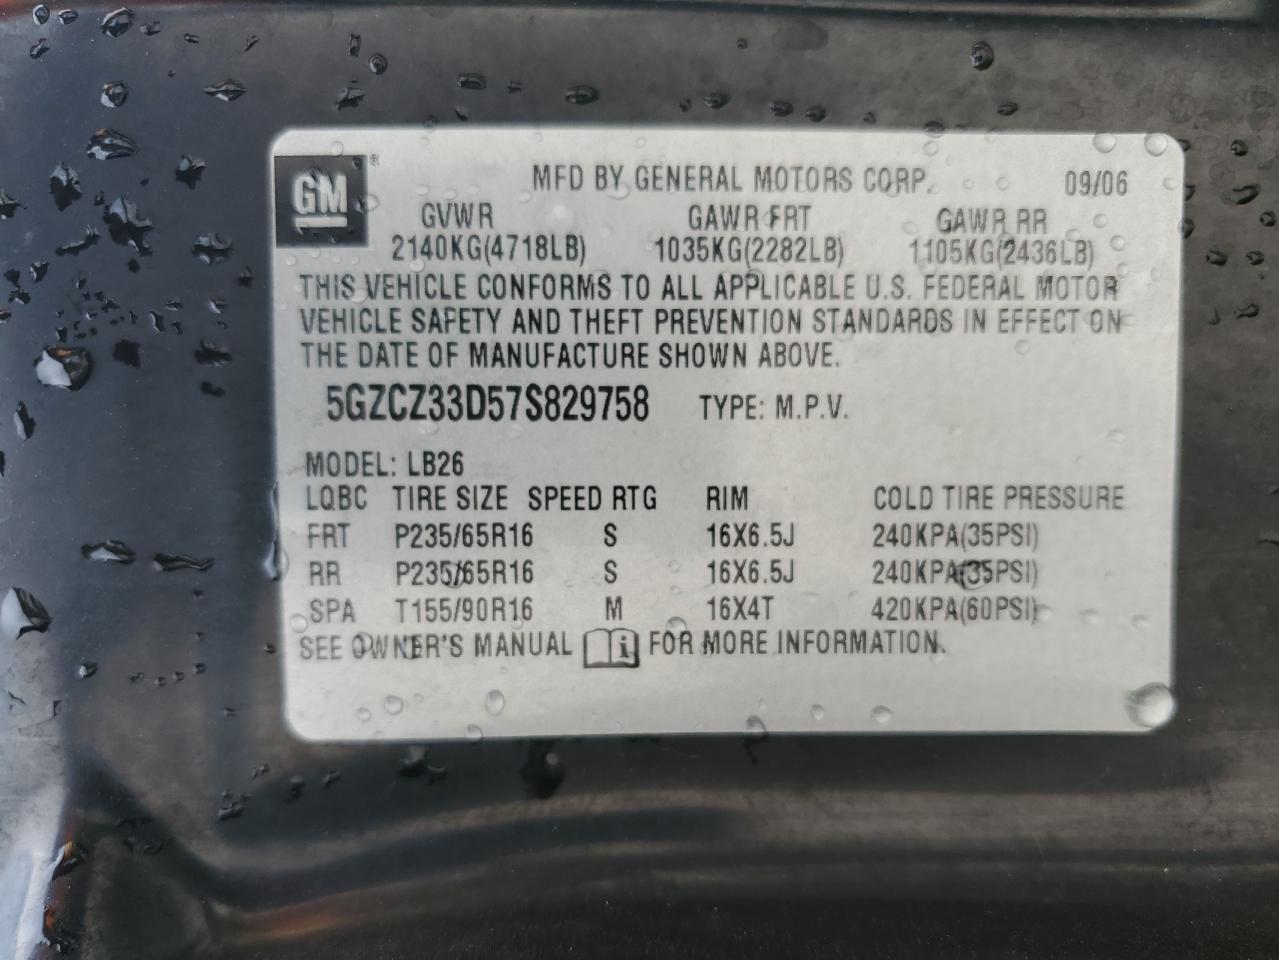 GM ® MFD BY GENERAL MOTORS CORP. 09/06
GVWR GAWR FRT GAWR RR
2140KG(4718LB) 1035KG(2282LB) 1105KG(2436LB)
THIS VEHICLE CONFORMS TO ALL APPLICABLE U.S. FEDERAL MOTOR
VEHICLE SAFETY AND THEFT PREVENTION STANDARDS IN EFFECT ON
THE DATE OF MANUFACTURE SHOWN ABOVE.
5GZCZ33D57S829758 TYPE: M.P.V.
MODEL: LB26
LQBC TIRE SIZE SPEED RTG RIM COLD TIRE PRESSURE
FRT P235/65R16 S 16X6.5J 240KPA(35PSI)
RR P235/65R16 S 16X6.5J 240KPA(35PSI)
SPA T155/90R16 M 16X4T 420KPA(60PSI)
SEE OWNER'S MANUAL i FOR MORE INFORMATION.